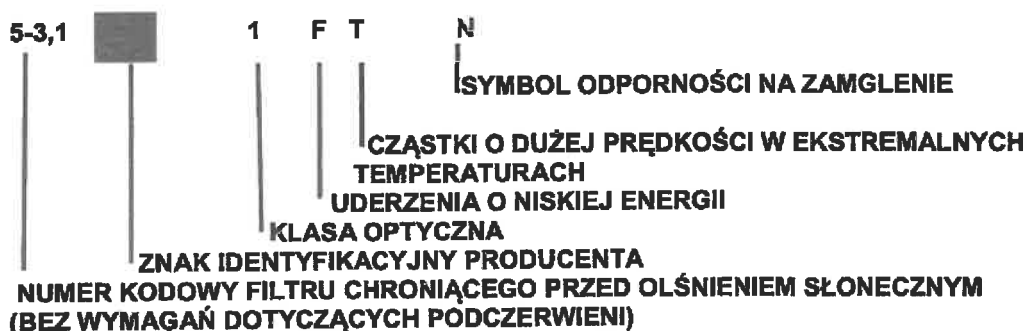 5-3,1 1 F T N
SYMBOL ODPORNOŚCI NA ZAMGLENIE
CZĄSTKI O DUŻEJ PRĘDKOŚCI W EKSTREMALNYCH
TEMPERATURACH
UDERZENIA O NISKIEJ ENERGII
KLASA OPTYCZNA
ZNAK IDENTYFIKACYJNY PRODUCENTA
NUMER KODOWY FILTRU CHRONIĄCEGO PRZED OLŚNIENIEM SŁONECZNYM
(BEZ WYMAGAŃ DOTYCZĄCYCH PODCZERWIENI)